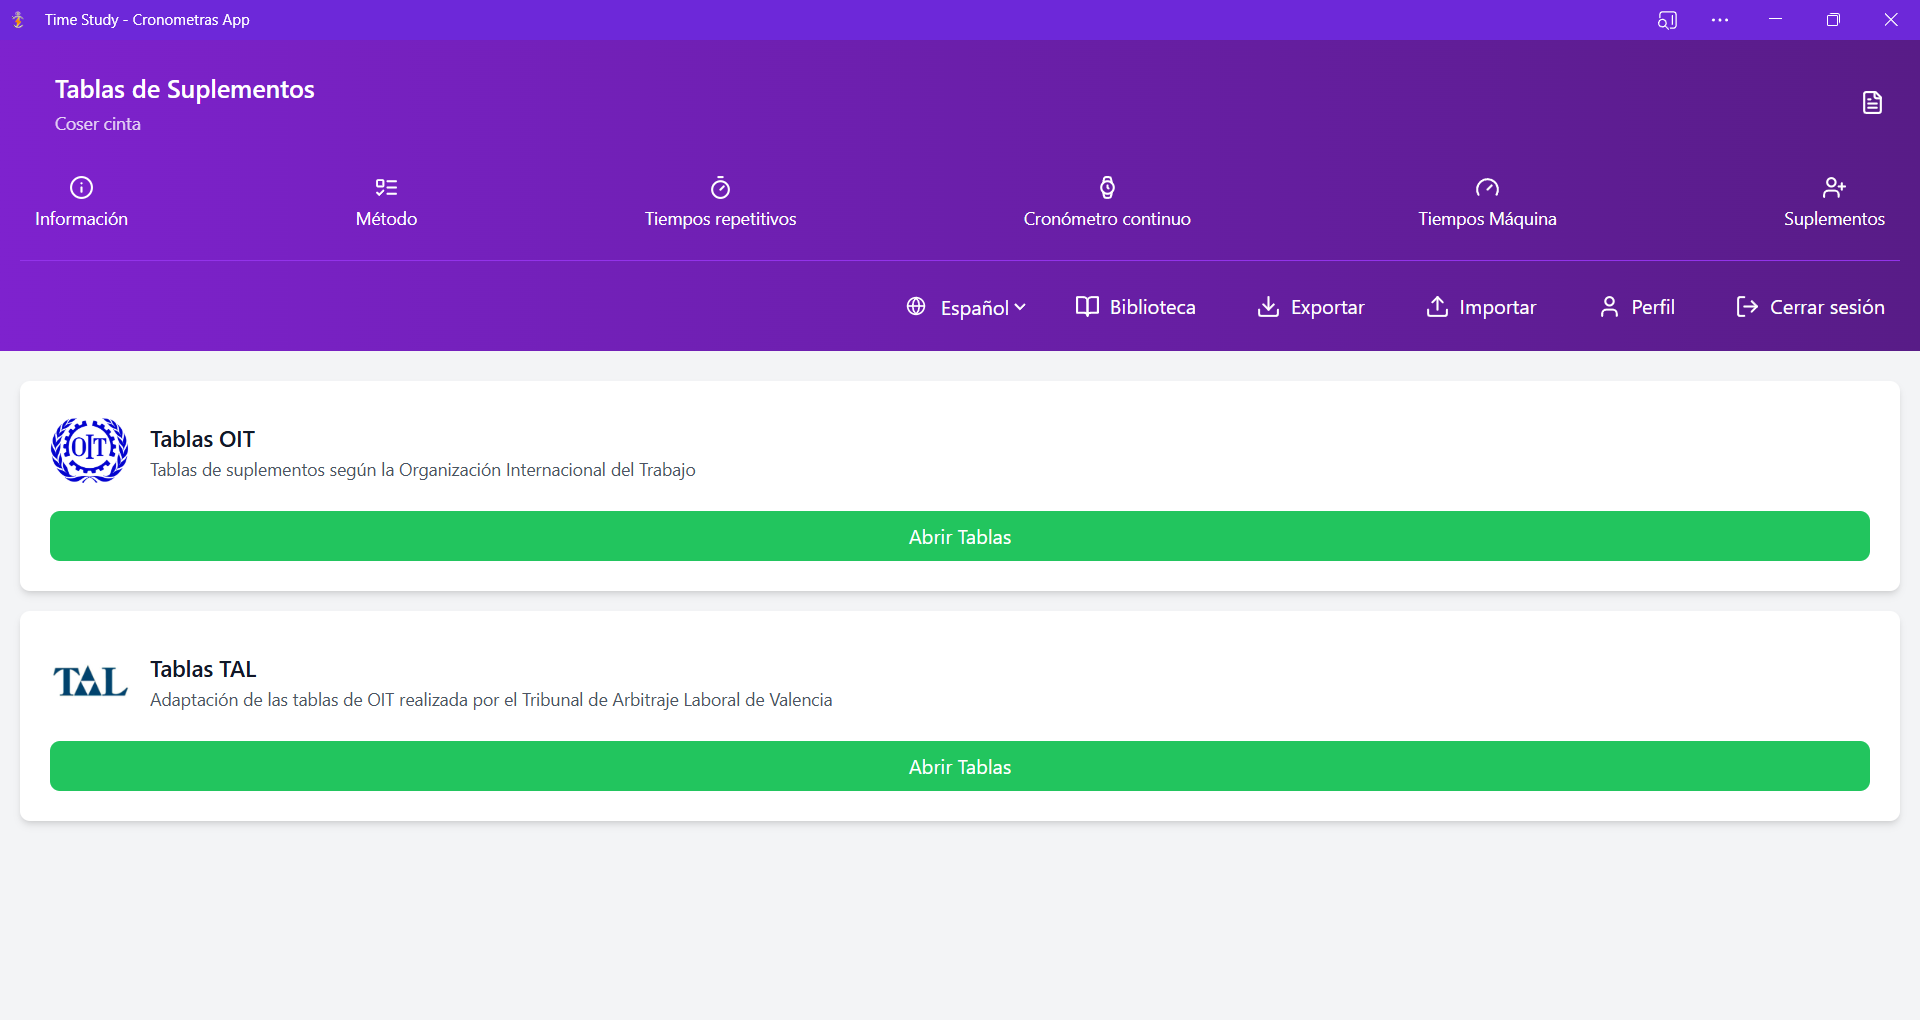 Time Study - Cronometras App
Tablas de Suplementos
Coser cinta
Información
Método
Tiempos repetitivos
Cronómetro continuo
Tiempos Máquina
Suplementos
Español
Biblioteca
Exportar
Importar
Perfil
Cerrar sesión
OIT
Tablas OIT
Tablas de suplementos según la Organización Internacional del Trabajo
Abrir Tablas
TAL
Tablas TAL
Adaptación de las tablas de OIT realizada por el Tribunal de Arbitraje Laboral de Valencia
Abrir Tablas